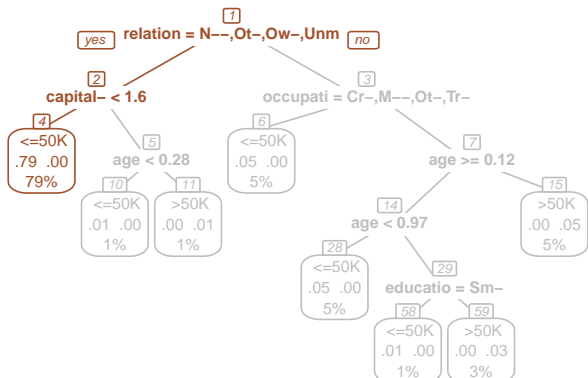 1
yes relation = N−−,Ot−,Ow−,Unm no
2 3
capital− < 1.6 occupati = Cr−,M−−,Ot−,Tr−
4 5 6 7
<=50K age < 0.28 <=50K age >= 0.12
.79 .00 .05 .00
79% 5%
10 11 14 15
<=50K >50K age < 0.97 >50K
.01 .00 .00 .01 .00 .05
1% 1% 5%
28 29
<=50K educatio = Sm−
.05 .00
5%
58 59
<=50K >50K
.01 .00 .00 .03
1% 3%